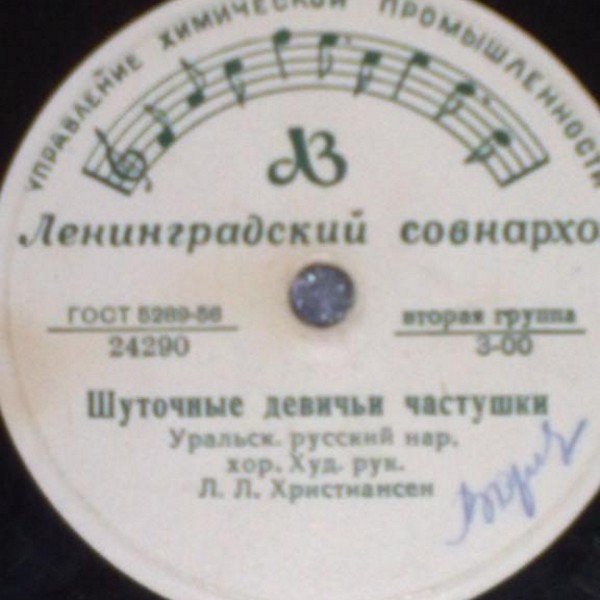 УПРАВЛЕНИЕ ХИМИЧЕСКОЙ ПРОМЫШЛЕННОСТИ
АЗ
Ленинградский совнархо
ГОСТ 5289-56
24290
вторая группа
3-00
Шуточные девичьи частушки
Уральск. русский нар.
хор. Худ. рук.
Л. Л. Христиансен